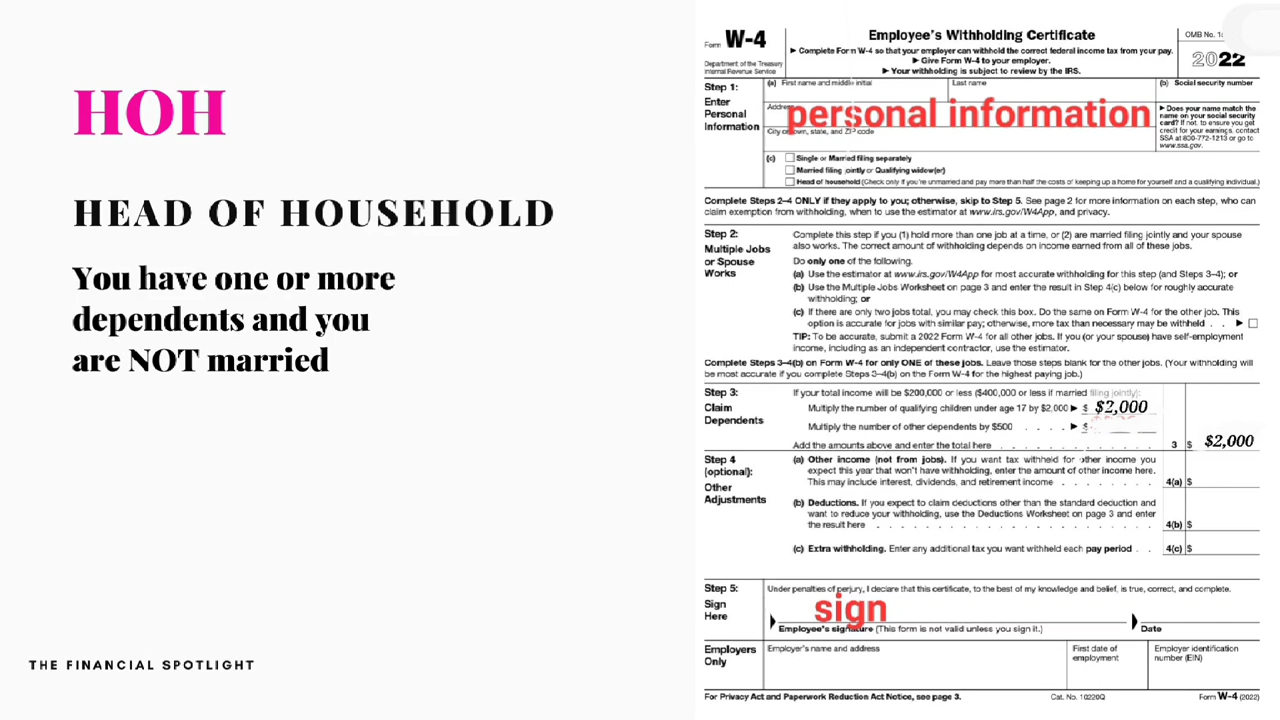 HOH
HEAD OF HOUSEHOLD
You have one or more
dependents and you
are NOT married
THE FINANCIAL SPOTLIGHT
Form W-4
Department of the Treasury
Internal Revenue Service
Employee's Withholding Certificate
▶ Complete Form W-4 so that your employer can withhold the correct federal income tax from your pay.
▶ Give Form W-4 to your employer.
▶ Your withholding is subject to review by the IRS.
OMB No.
2022
Step 1:
Enter
Personal
Information
(a) First name and middle initial
Last name
(b) Social security number
Address
personal information
City or town, state, and ZIP code
▶ Does your name match the
name on your social security
card? If not, to ensure you get
credit for your earnings, contact
SSA at 800-772-1213 or go to
www.ssa.gov.
(c) Single or Married filing separately
Married filing jointly or Qualifying widow(er)
Head of household (Check only if you're unmarried and pay more than half the costs of keeping up a home for yourself and a qualifying individual.)
Complete Steps 2–4 ONLY if they apply to you; otherwise, skip to Step 5. See page 2 for more information on each step, who can
claim exemption from withholding, when to use the estimator at www.irs.gov/W4App, and privacy.
Step 2:
Multiple Jobs
or Spouse
Works
Complete this step if you (1) hold more than one job at a time, or (2) are married filing jointly and your spouse
also works. The correct amount of withholding depends on income earned from all of these jobs.
Do only one of the following.
(a) Use the estimator at www.irs.gov/W4App for most accurate withholding for this step (and Steps 3–4); or
(b) Use the Multiple Jobs Worksheet on page 3 and enter the result in Step 4(c) below for roughly accurate
withholding; or
(c) If there are only two jobs total, you may check this box. Do the same on Form W-4 for the other job. This
option is accurate for jobs with similar pay; otherwise, more tax than necessary may be withheld . . ▶
TIP: To be accurate, submit a 2022 Form W-4 for all other jobs. If you (or your spouse) have self-employment
income, including as an independent contractor, use the estimator.
Complete Steps 3–4(b) on Form W-4 for only ONE of these jobs. Leave those steps blank for the other jobs. (Your withholding will
be most accurate if you complete Steps 3–4(b) on the Form W-4 for the highest paying job.)
Step 3:
Claim
Dependents
If your total income will be $200,000 or less ($400,000 or less if married filing jointly):
Multiply the number of qualifying children under age 17 by $2,000 ▶ $ $2,000
Multiply the number of other dependents by $500 . . . . ▶ $
Add the amounts above and enter the total here . . . . . . . . . . . . . 3 $ $2,000
Step 4
(optional):
Other
Adjustments
(a) Other income (not from jobs). If you want tax withheld for other income you
expect this year that won't have withholding, enter the amount of other income here.
This may include interest, dividends, and retirement income . . . . . . . . 4(a) $
(b) Deductions. If you expect to claim deductions other than the standard deduction and
want to reduce your withholding, use the Deductions Worksheet on page 3 and enter
the result here . . . . . . . . . . . . . . . . . . . . . . 4(b) $
(c) Extra withholding. Enter any additional tax you want withheld each pay period . . 4(c) $
Step 5:
Sign
Here
Under penalties of perjury, I declare that this certificate, to the best of my knowledge and belief, is true, correct, and complete.
sign
Employee's signature (This form is not valid unless you sign it.)
Date
Employers
Only
Employer's name and address
First date of
employment
Employer identification
number (EIN)
For Privacy Act and Paperwork Reduction Act Notice, see page 3.
Cat. No. 10220Q
Form W-4 (2022)